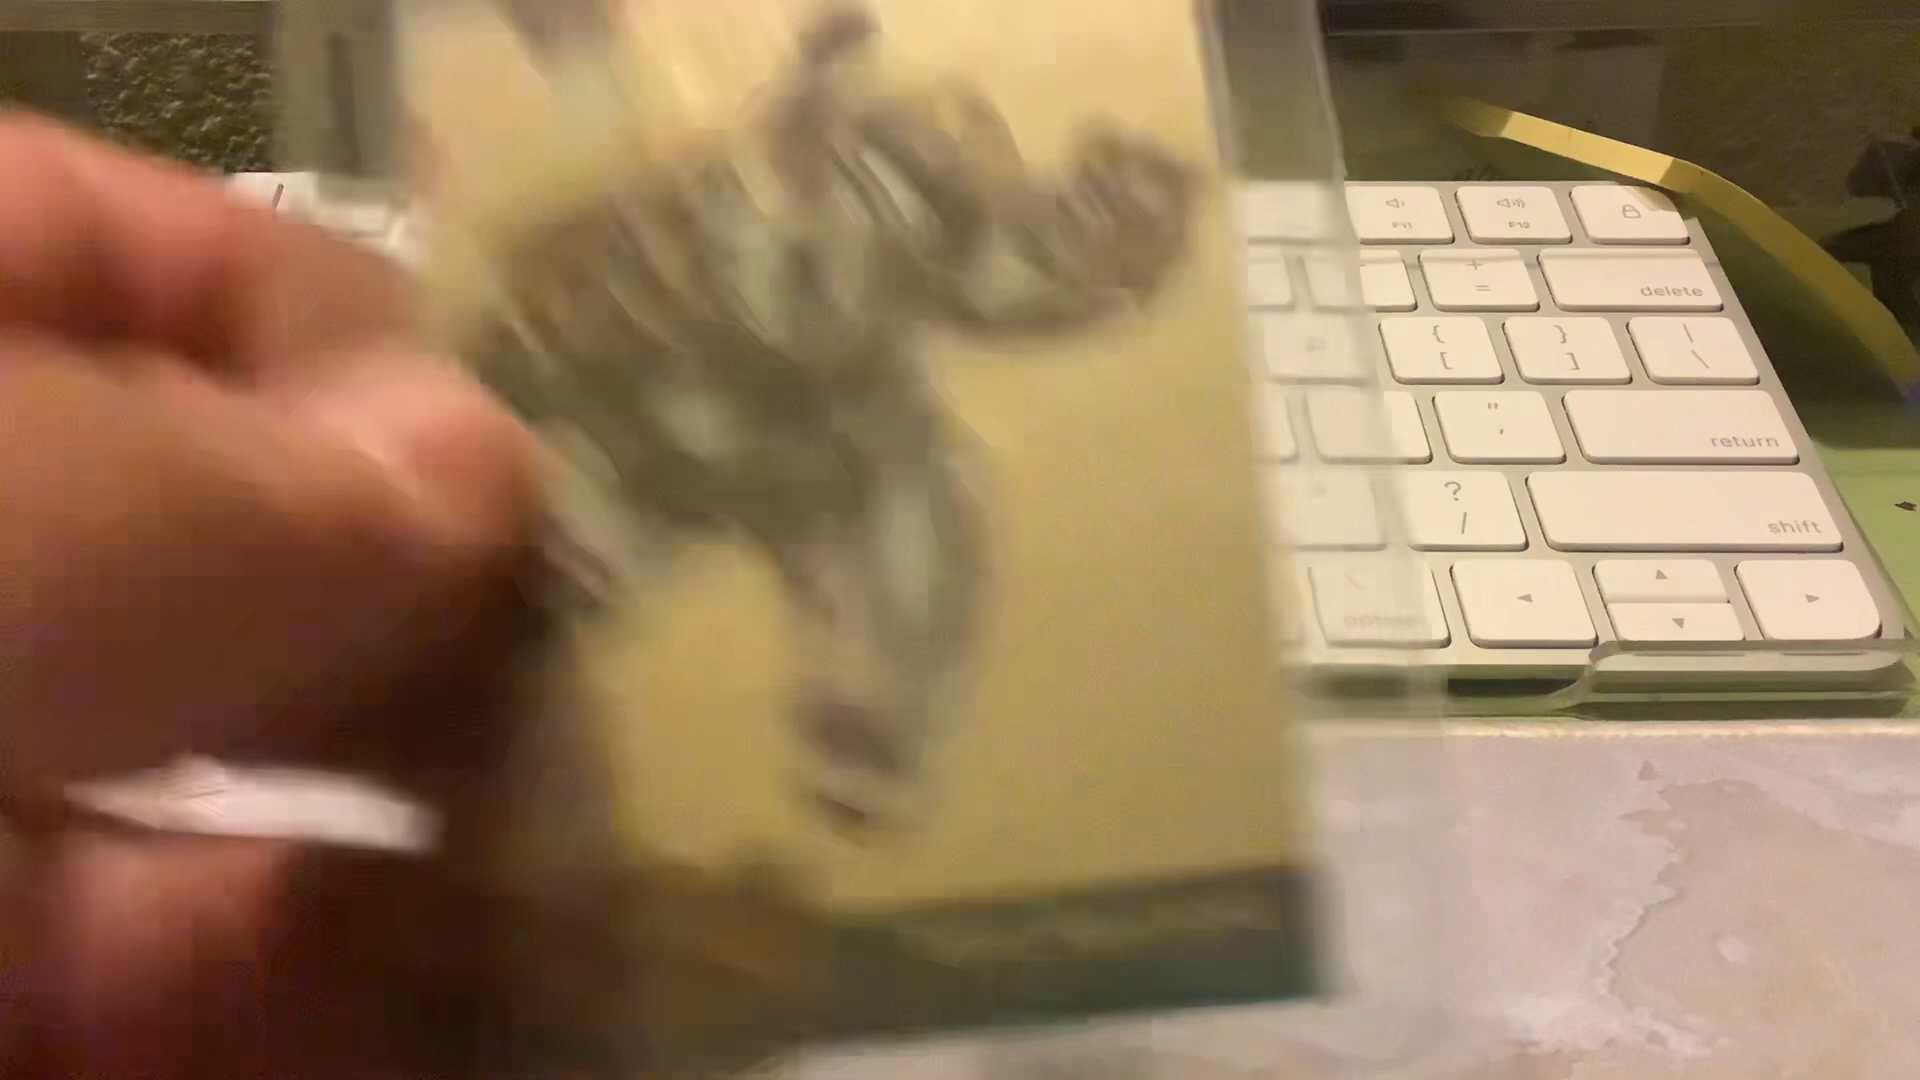 F11 F12
+ = delete
{ [ } ] | \
" ' return
? / shift
option